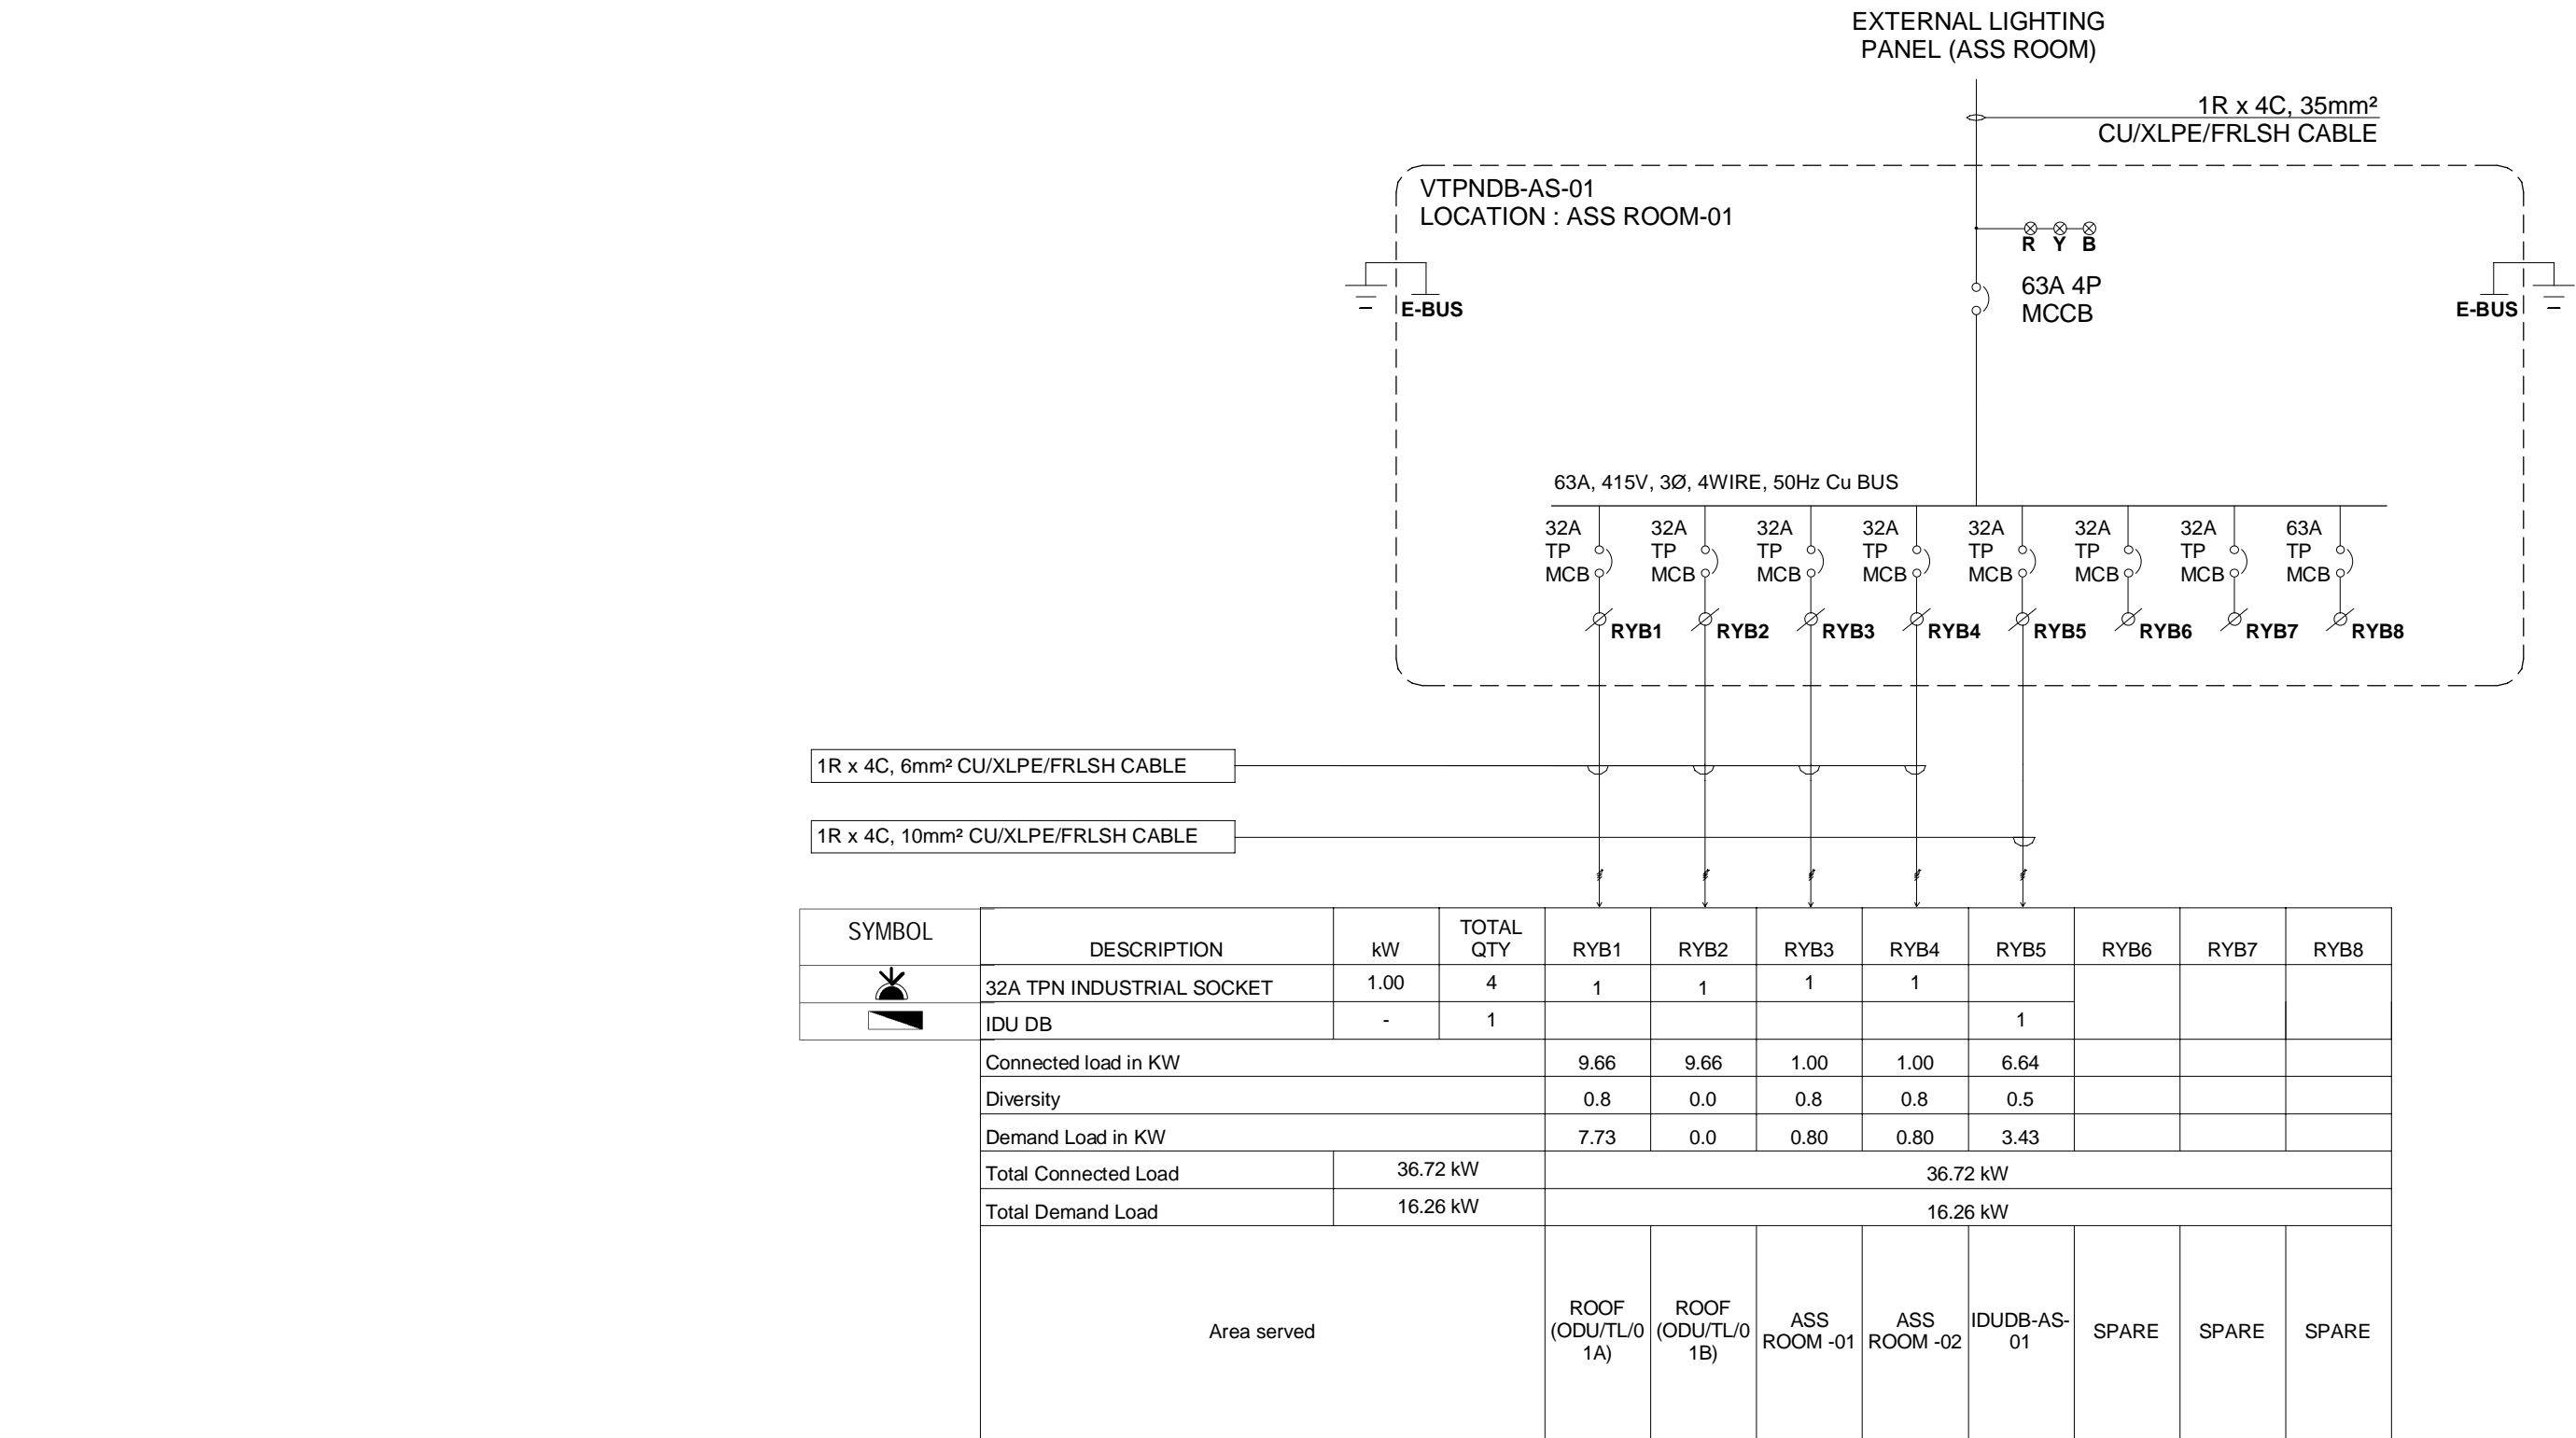 EXTERNAL LIGHTING
PANEL (ASS ROOM)
1R x 4C, 35mm²
CU/XLPE/FRLSH CABLE
VTPNDB-AS-01
LOCATION : ASS ROOM-01
R Y B
63A 4P
MCCB
E-BUS
E-BUS
63A, 415V, 3Ø, 4WIRE, 50Hz Cu BUS
32A 32A 32A 32A 32A 32A 32A 63A
TP TP TP TP TP TP TP TP
MCB MCB MCB MCB MCB MCB MCB MCB
RYB1 RYB2 RYB3 RYB4 RYB5 RYB6 RYB7 RYB8
1R x 4C, 6mm² CU/XLPE/FRLSH CABLE
1R x 4C, 10mm² CU/XLPE/FRLSH CABLE
SYMBOL DESCRIPTION kW TOTAL QTY RYB1 RYB2 RYB3 RYB4 RYB5 RYB6 RYB7 RYB8
32A TPN INDUSTRIAL SOCKET 1.00 4 1 1 1 1
IDU DB - 1 1
Connected load in KW 9.66 9.66 1.00 1.00 6.64
Diversity 0.8 0.0 0.8 0.8 0.5
Demand Load in KW 7.73 0.0 0.80 0.80 3.43
Total Connected Load 36.72 kW 36.72 kW
Total Demand Load 16.26 kW 16.26 kW
Area served
ROOF
(ODU/TL/0
1A)
ROOF
(ODU/TL/0
1B)
ASS
ROOM -01
ASS
ROOM -02
IDUDB-AS-
01
SPARE
SPARE
SPARE